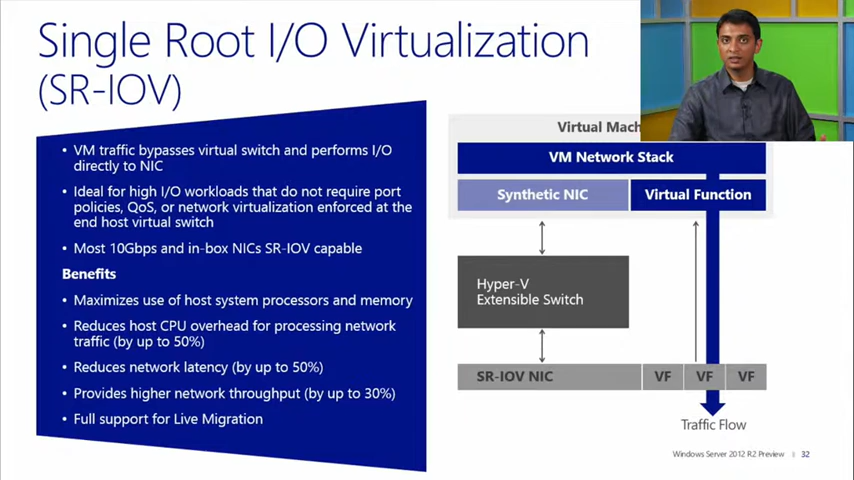 Single Root I/O Virtualization
(SR-IOV)
• VM traffic bypasses virtual switch and performs I/O
directly to NIC
• Ideal for high I/O workloads that do not require port
policies, QoS, or network virtualization enforced at the
end host virtual switch
• Most 10Gbps and in-box NICs SR-IOV capable
Benefits
• Maximizes use of host system processors and memory
• Reduces host CPU overhead for processing network
traffic (by up to 50%)
• Reduces network latency (by up to 50%)
• Provides higher network throughput (by up to 30%)
• Full support for Live Migration
Virtual Mach
VM Network Stack
Synthetic NIC
Virtual Function
Hyper-V
Extensible Switch
SR-IOV NIC
VF
VF
VF
Traffic Flow
Windows Server 2012 R2 Preview | 32